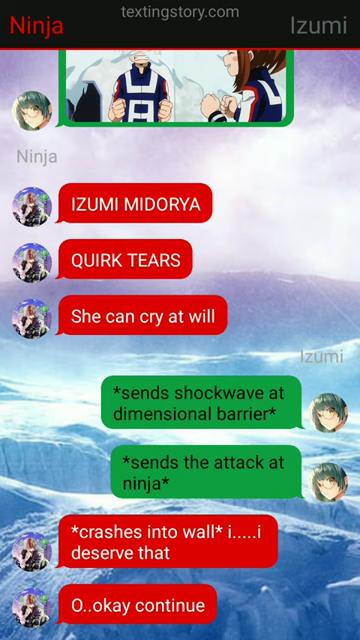 textingstory.com
Ninja
Izumi
Ninja
IZUMI MIDORYA
QUIRK TEARS
She can cry at will
Izumi
*sends shockwave at
dimensional barrier*
*sends the attack at
ninja*
*crashes into wall* i.....i
deserve that
O..okay continue